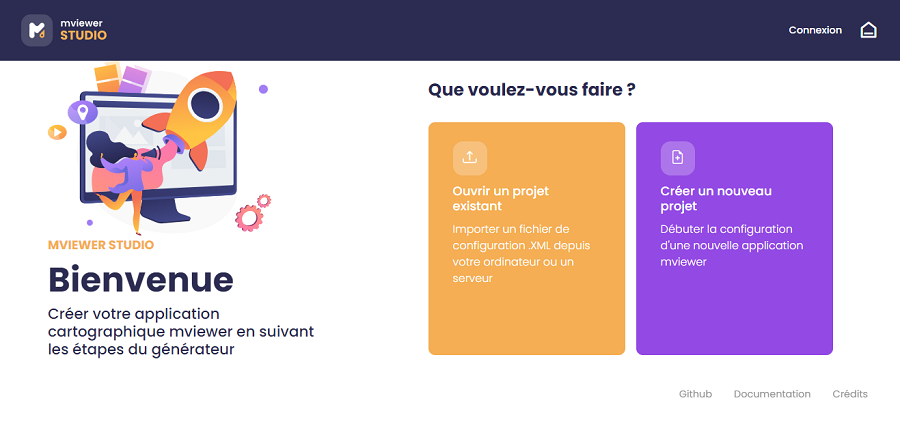 mviewer
STUDIO
Connexion
MVIEWER STUDIO
Bienvenue
Créer votre application
cartographique mviewer en suivant
les étapes du générateur
Que voulez-vous faire ?
Ouvrir un projet
existant
Importer un fichier de
configuration .XML depuis
votre ordinateur ou un
serveur
Créer un nouveau
projet
Débuter la configuration
d'une nouvelle application
mviewer
Github
Documentation
Crédits